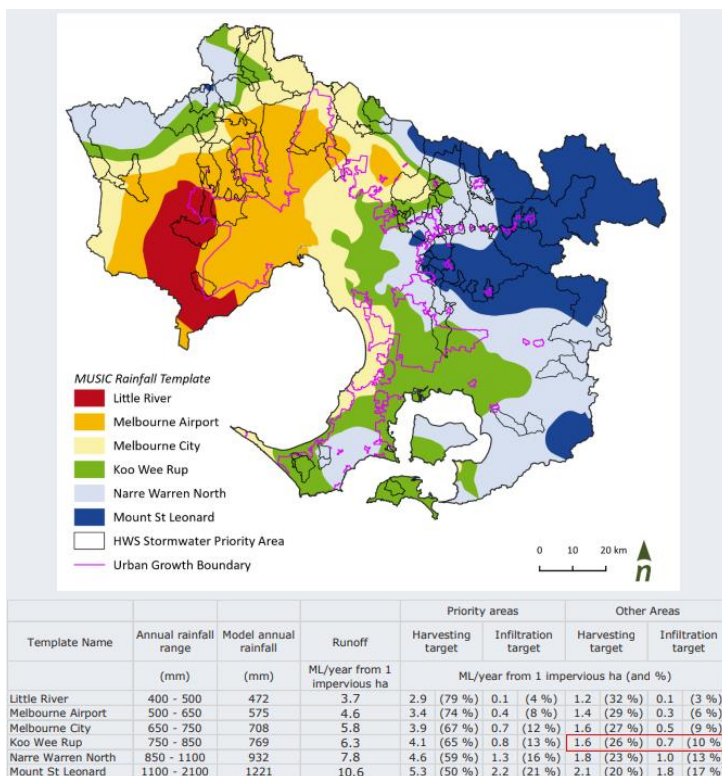 MUSIC Rainfall Template
Little River
Melbourne Airport
Melbourne City
Koo Wee Rup
Narre Warren North
Mount St Leonard
HWS Stormwater Priority Area
Urban Growth Boundary
0 10 20 km
n
Priority areas Other Areas
Template Name Annual rainfall range Model annual rainfall Runoff Harvesting target Infiltration target Harvesting target Infiltration target
(mm) (mm) ML/year from 1 impervious ha ML/year from 1 impervious ha (and %)
Little River 400 - 500 472 3.7 2.9 (79 %) 0.1 (4 %) 1.2 (32 %) 0.1 (3 %)
Melbourne Airport 500 - 650 575 4.6 3.4 (74 %) 0.4 (8 %) 1.4 (29 %) 0.3 (6 %)
Melbourne City 650 - 750 708 5.8 3.9 (67 %) 0.7 (12 %) 1.6 (27 %) 0.5 (9 %)
Koo Wee Rup 750 - 850 769 6.3 4.1 (65 %) 0.8 (13 %) 1.6 (26 %) 0.7 (10 %
Narre Warren North 850 - 1100 932 7.8 4.6 (59 %) 1.3 (16 %) 1.8 (23 %) 1.0 (13 %
Mount St Leonard 1100 - 2100 1221 10.6 5.3 (50 %) 2.2 (21 %) 2.1 (20 %) 1.8 (17 %